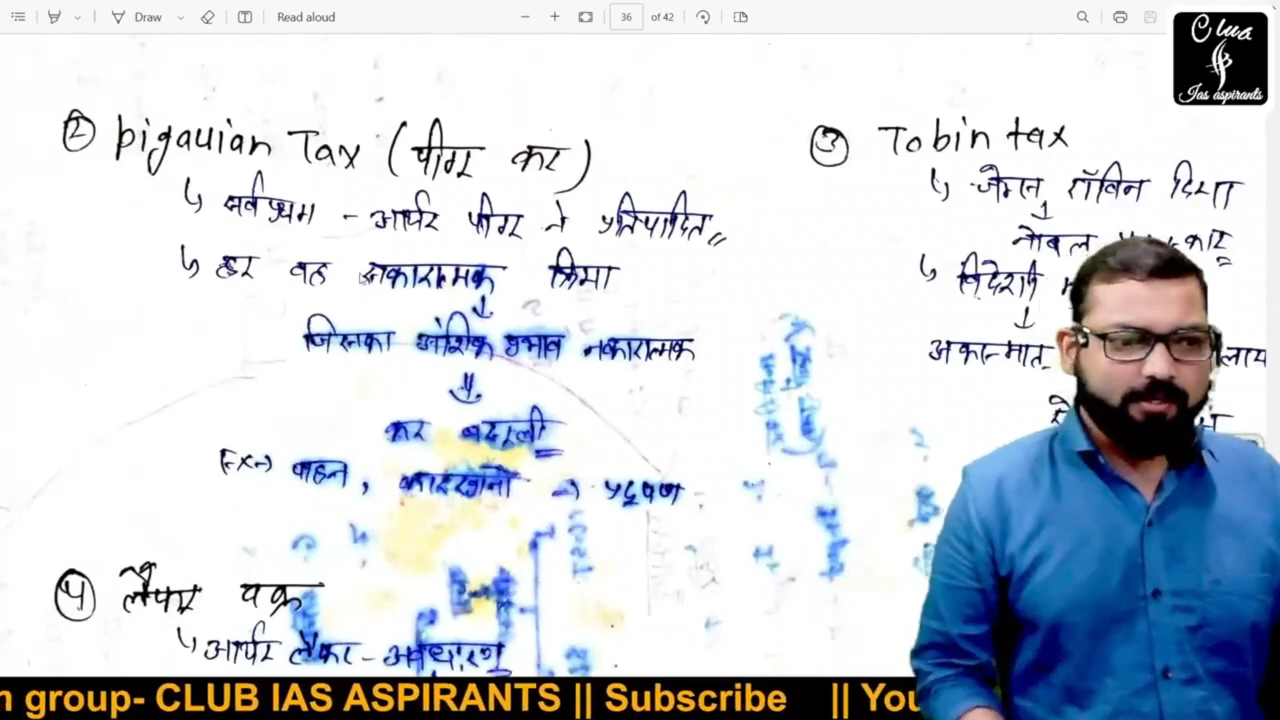 Draw
Read aloud
36 of 42
Clua
Ias aspirants
② pigauian Tax (पीगू कर)
↳ सर्वप्रथम - आर्थर पीगू ने प्रतिपादित
↳ हर वह सकारात्मक क्रिया
↓
जिसका आंशिक प्रभाव नकारात्मक
⇓
कर वसूली
Ex→ वाहन, कारखानों ⇒ प्रदूषण
③ Tobin tax
↳ जेम्स टॉबिन दिया
↓
नोबल
↳ विदेशी
↓
अकस्मात
④ लैफर वक्र
↳ आर्थर लैफर - अवधारणा
group- CLUB IAS ASPIRANTS || Subscribe || You